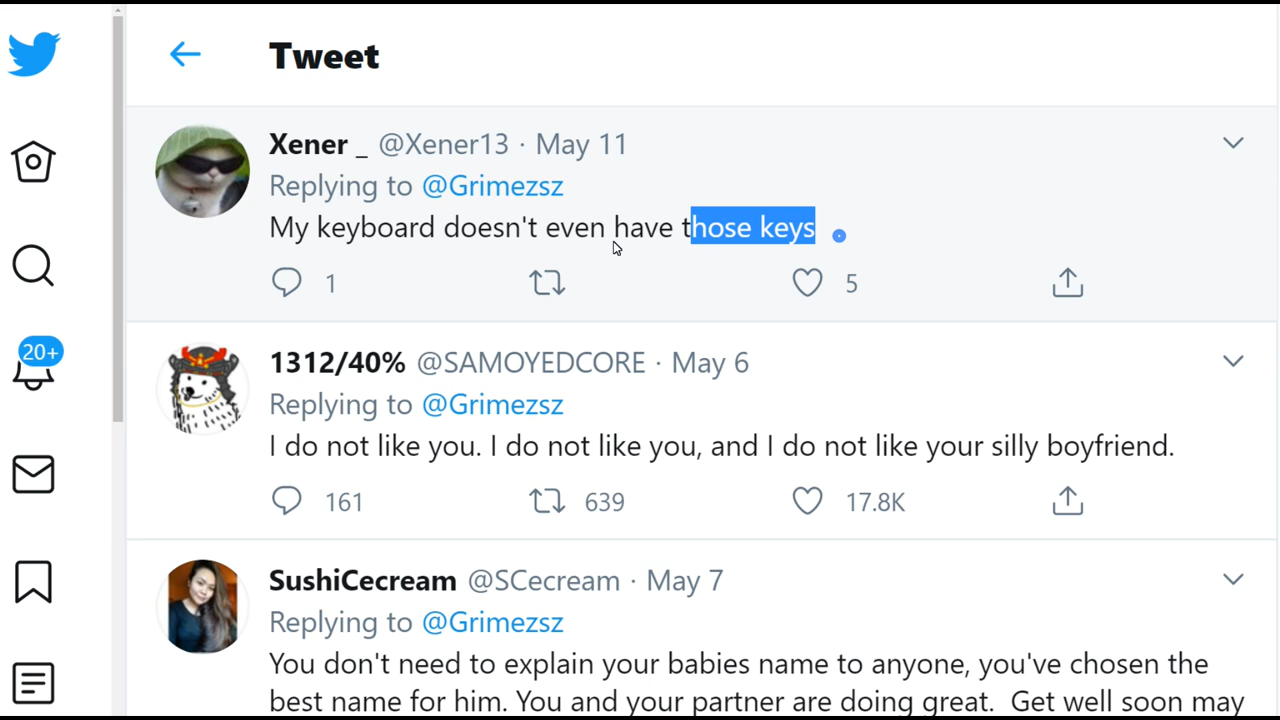 Tweet
Xener _ @Xener13 · May 11
Replying to @Grimezsz
My keyboard doesn't even have those keys
1 5
20+
1312/40% @SAMOYEDCORE · May 6
Replying to @Grimezsz
I do not like you. I do not like you, and I do not like your silly boyfriend.
161 639 17.8K
SushiCecream @SCecream · May 7
Replying to @Grimezsz
You don't need to explain your babies name to anyone, you've chosen the
best name for him. You and your partner are doing great. Get well soon may